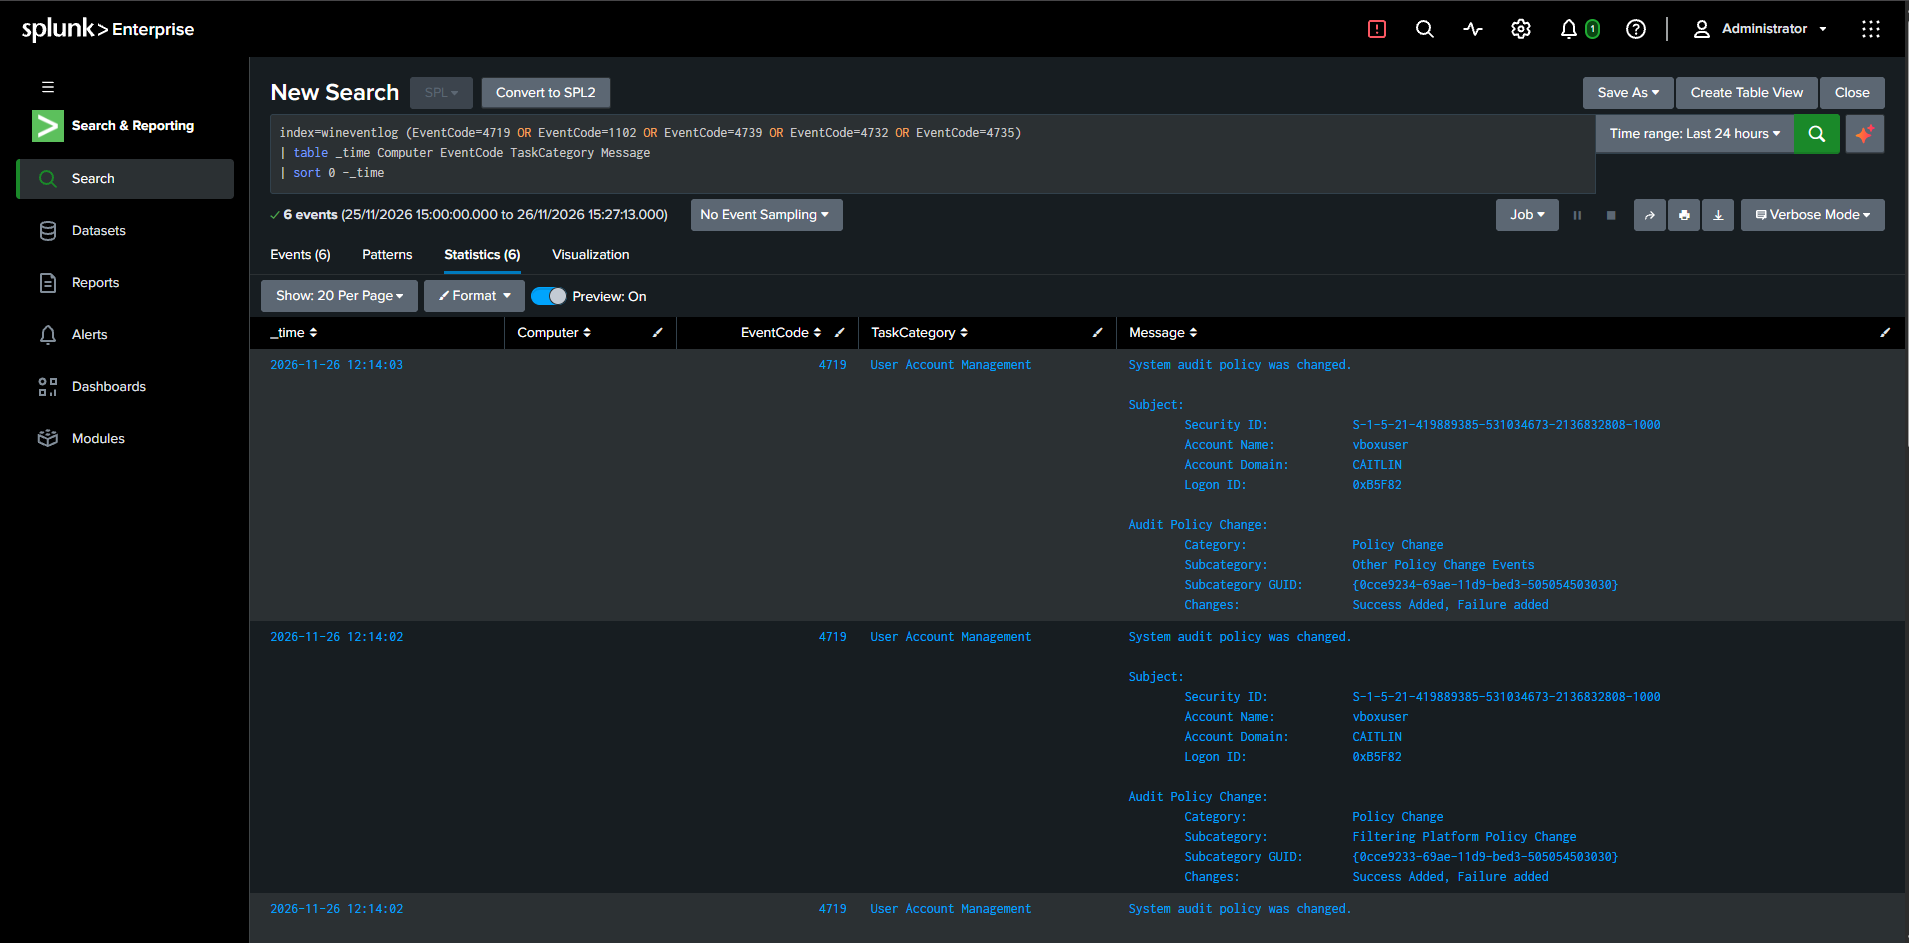 splunk> Enterprise
1
Administrator
Search & Reporting
Search
Datasets
Reports
Alerts
Dashboards
Modules
New Search
SPL
Convert to SPL2
Save As
Create Table View
Close
index=wineventlog (EventCode=4719 OR EventCode=1102 OR EventCode=4739 OR EventCode=4732 OR EventCode=4735)
| table _time Computer EventCode TaskCategory Message
| sort 0 -_time
Time range: Last 24 hours
6 events (25/11/2026 15:00:00.000 to 26/11/2026 15:27:13.000)
No Event Sampling
Job
Verbose Mode
Events (6)
Patterns
Statistics (6)
Visualization
Show: 20 Per Page
Format
Preview: On
_time
Computer
EventCode
TaskCategory
Message
2026-11-26 12:14:03
4719
User Account Management
System audit policy was changed.
Subject:
Security ID: S-1-5-21-419889385-531034673-2136832808-1000
Account Name: vboxuser
Account Domain: CAITLIN
Logon ID: 0xB5F82
Audit Policy Change:
Category: Policy Change
Subcategory: Other Policy Change Events
Subcategory GUID: {0cce9234-69ae-11d9-bed3-505054503030}
Changes: Success Added, Failure added
2026-11-26 12:14:02
4719
User Account Management
System audit policy was changed.
Subject:
Security ID: S-1-5-21-419889385-531034673-2136832808-1000
Account Name: vboxuser
Account Domain: CAITLIN
Logon ID: 0xB5F82
Audit Policy Change:
Category: Policy Change
Subcategory: Filtering Platform Policy Change
Subcategory GUID: {0cce9233-69ae-11d9-bed3-505054503030}
Changes: Success Added, Failure added
2026-11-26 12:14:02
4719
User Account Management
System audit policy was changed.